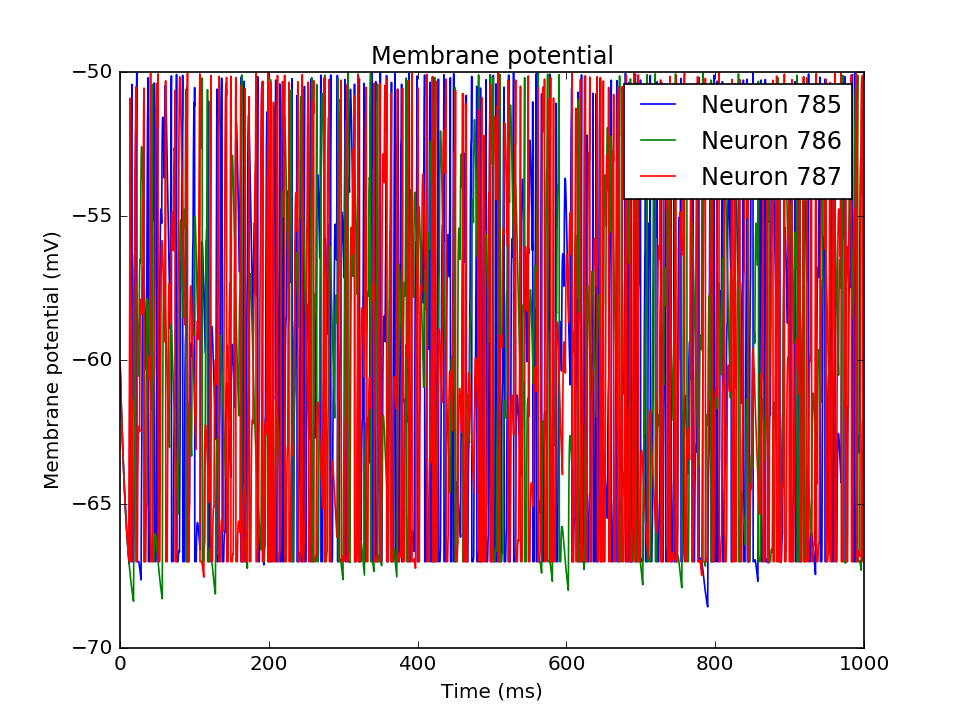 Membrane potential
−50
−55
−60
−65
−70
Membrane potential (mV)
Neuron 785
Neuron 786
Neuron 787
0
200
400
600
800
1000
Time (ms)